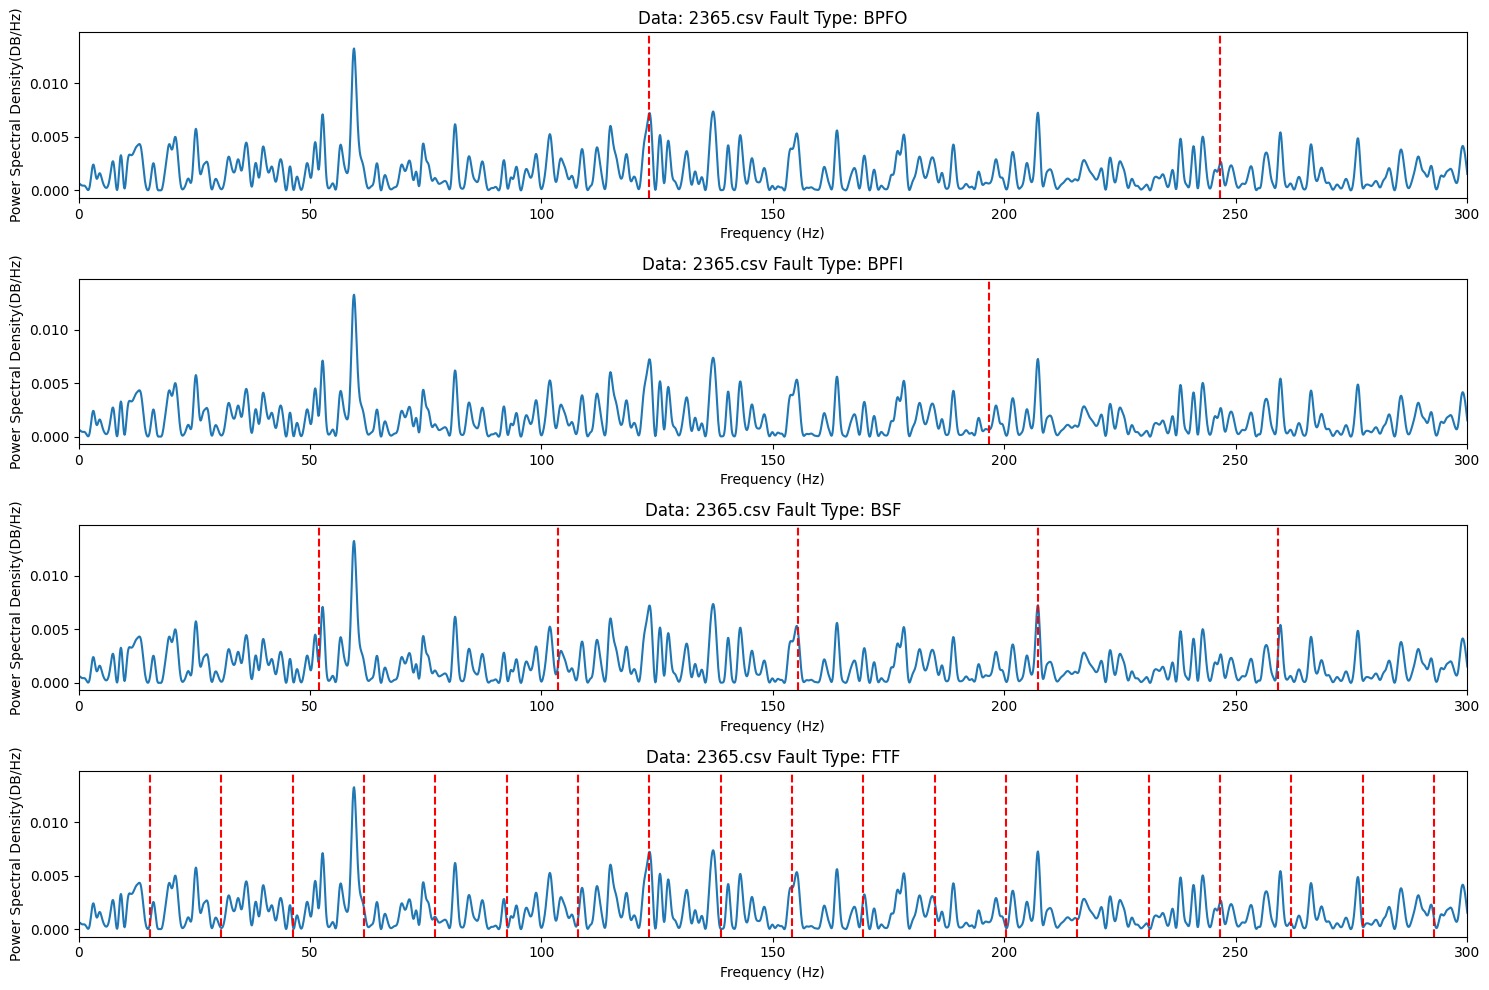 Data: 2365.csv Fault Type: BPFO
Power Spectral Density(DB/Hz)
0.010
0.005
0.000
0 50 100 150 200 250 300
Frequency (Hz)
Data: 2365.csv Fault Type: BPFI
Power Spectral Density(DB/Hz)
0.010
0.005
0.000
0 50 100 150 200 250 300
Frequency (Hz)
Data: 2365.csv Fault Type: BSF
Power Spectral Density(DB/Hz)
0.010
0.005
0.000
0 50 100 150 200 250 300
Frequency (Hz)
Data: 2365.csv Fault Type: FTF
Power Spectral Density(DB/Hz)
0.010
0.005
0.000
0 50 100 150 200 250 300
Frequency (Hz)